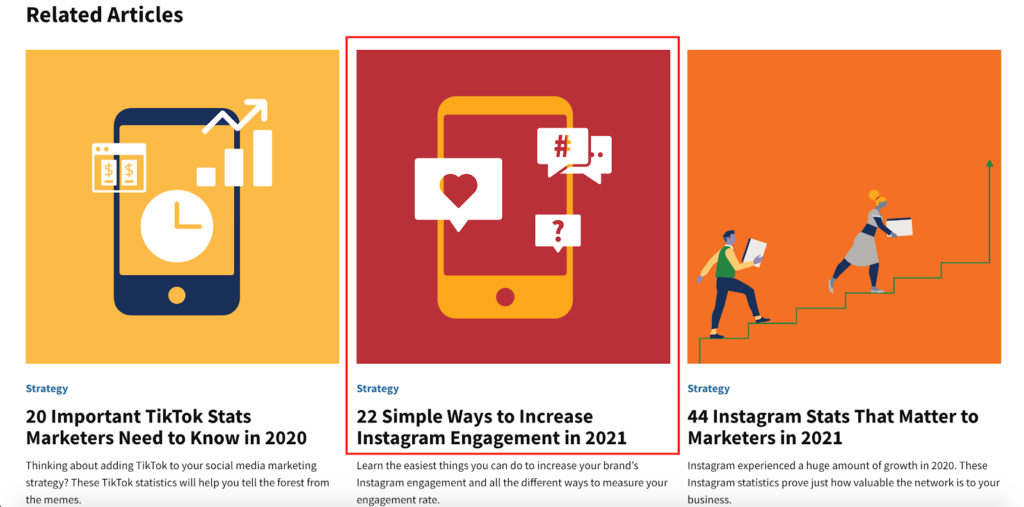 Related Articles
$ $
#
..
?
Strategy
20 Important TikTok Stats
Marketers Need to Know in 2020
Thinking about adding TikTok to your social media marketing
strategy? These TikTok statistics will help you tell the forest from
the memes.
Strategy
22 Simple Ways to Increase
Instagram Engagement in 2021
Learn the easiest things you can do to increase your brand’s
Instagram engagement and all the different ways to measure your
engagement rate.
Strategy
44 Instagram Stats That Matter to
Marketers in 2021
Instagram experienced a huge amount of growth in 2020. These
Instagram statistics prove just how valuable the network is to your
business.